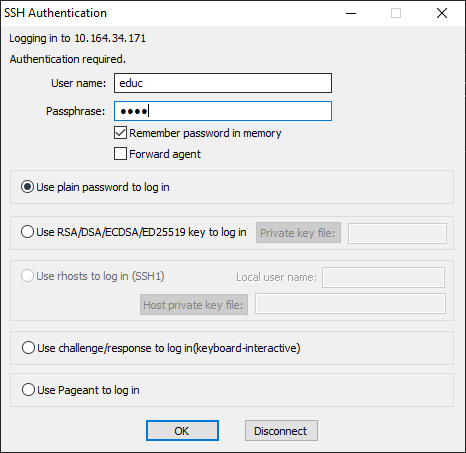 SSH Authentication
Logging in to 10.164.34.171
Authentication required.
User name: educ
Passphrase: ●●●●
Remember password in memory
Forward agent
Use plain password to log in
Use RSA/DSA/ECDSA/ED25519 key to log in Private key file:
Use rhosts to log in (SSH1) Local user name:
Host private key file:
Use challenge/response to log in(keyboard-interactive)
Use Pageant to log in
OK Disconnect